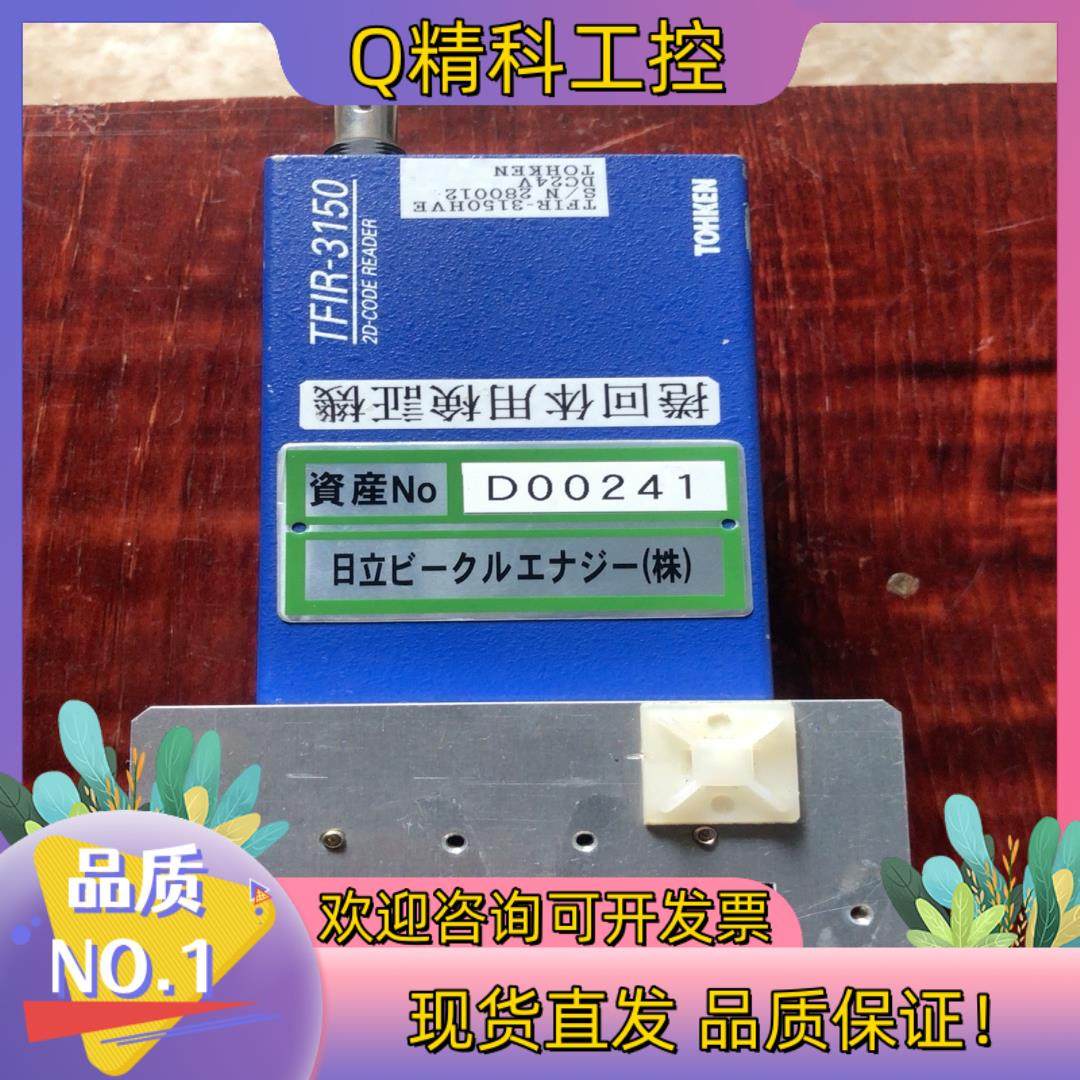 Q精科工控
TFIR-3150HVE
S/N 280012
DC24V
TOHKEN
TFIR-3150
2D-CODE READER
TOHKEN
捲回体用検証機
資産No
D00241
日立ビークルエナジー(株)
品质
NO.1
欢迎咨询可开发票
现货直发 品质保证!